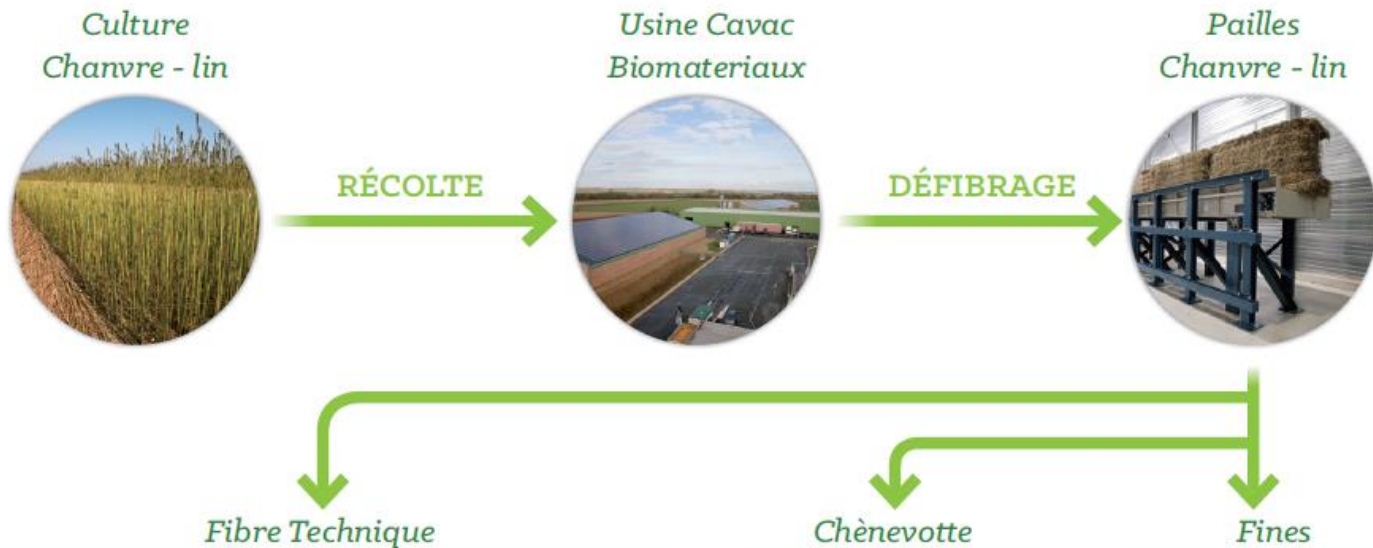 Culture
Chanvre - lin
Usine Cavac
Biomateriaux
Pailles
Chanvre - lin
RÉCOLTE
DÉFIBRAGE
Fibre Technique
Chènevotte
Fines